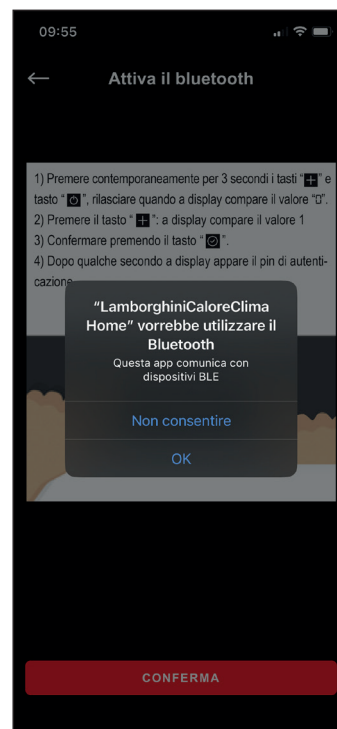 09:55
Attiva il bluetooth
1) Premere contemporaneamente per 3 secondi i tasti “+” e
tasto “⏻”, rilasciare quando a display compare il valore “0”.
2) Premere il tasto “+”: a display compare il valore 1
3) Confermare premendo il tasto “✓”.
4) Dopo qualche secondo a display appare il pin di autenti-
cazione
“LamborghiniCaloreClima
Home” vorrebbe utilizzare il
Bluetooth
Questa app comunica con
dispositivi BLE
Non consentire
OK
CONFERMA